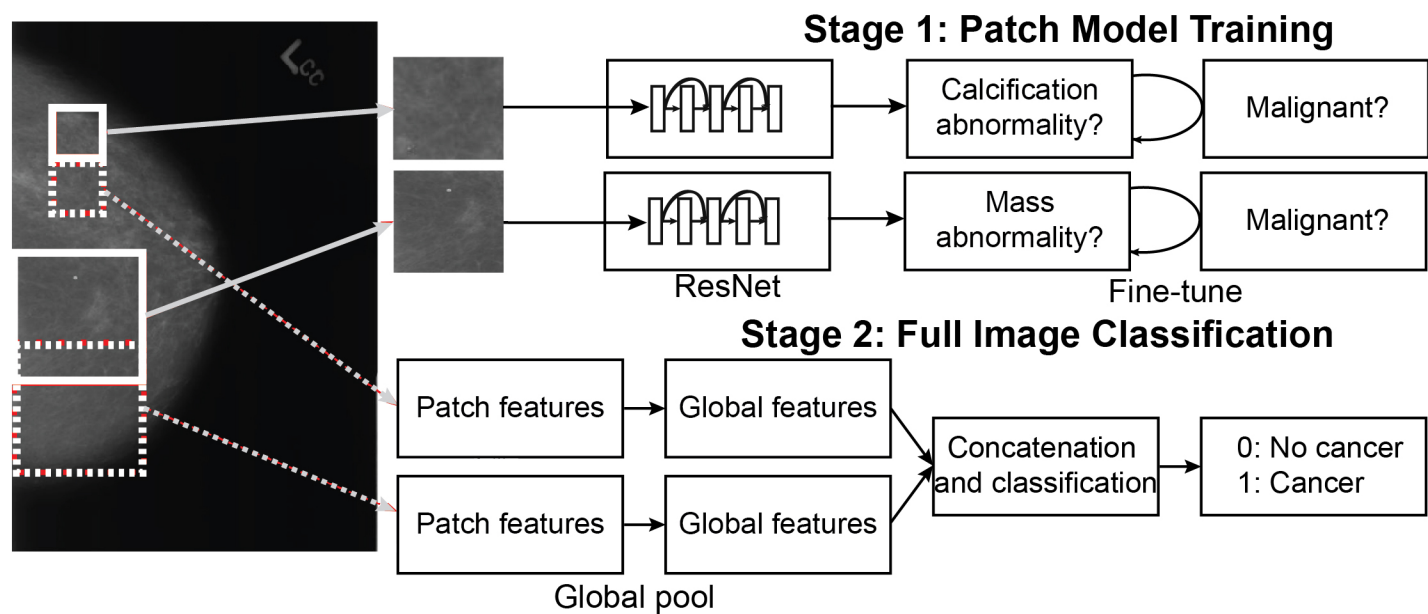 Stage 1: Patch Model Training
LCC
Calcification
abnormality?
Malignant?
Mass
abnormality?
Malignant?
ResNet
Fine-tune
Stage 2: Full Image Classification
Patch features
Global features
Concatenation
and classification
0: No cancer
1: Cancer
Patch features
Global features
Global pool